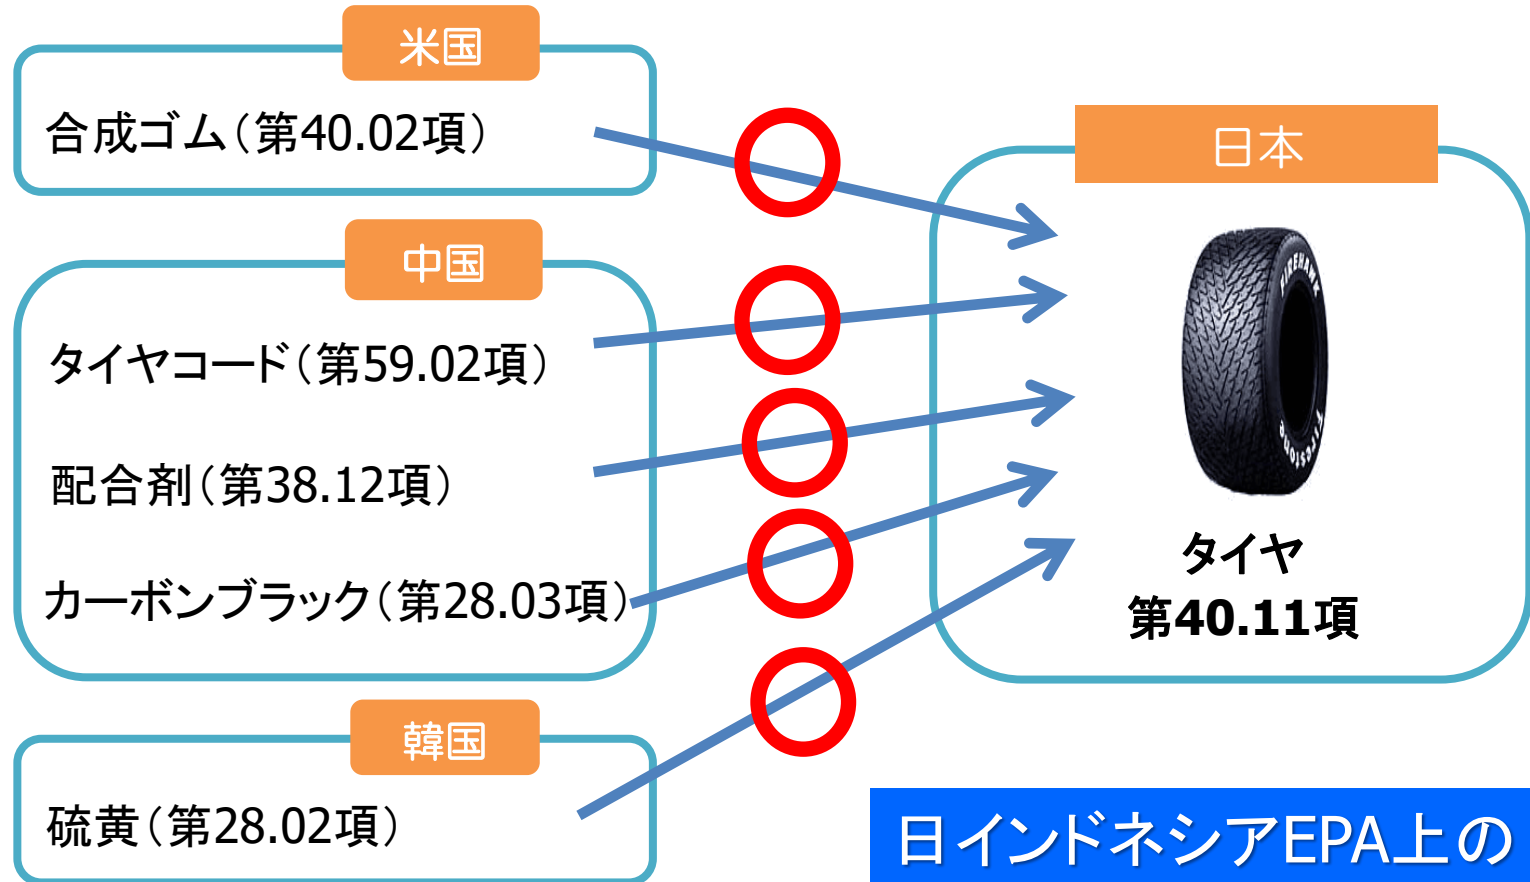 米国
合成ゴム（第40.02項）
中国
タイヤコード（第59.02項）
配合剤（第38.12項）
カーボンブラック（第28.03項）
韓国
硫黄（第28.02項）
日本
FIREHAWK
Firestone
タイヤ
第40.11項
日インドネシアEPA上の